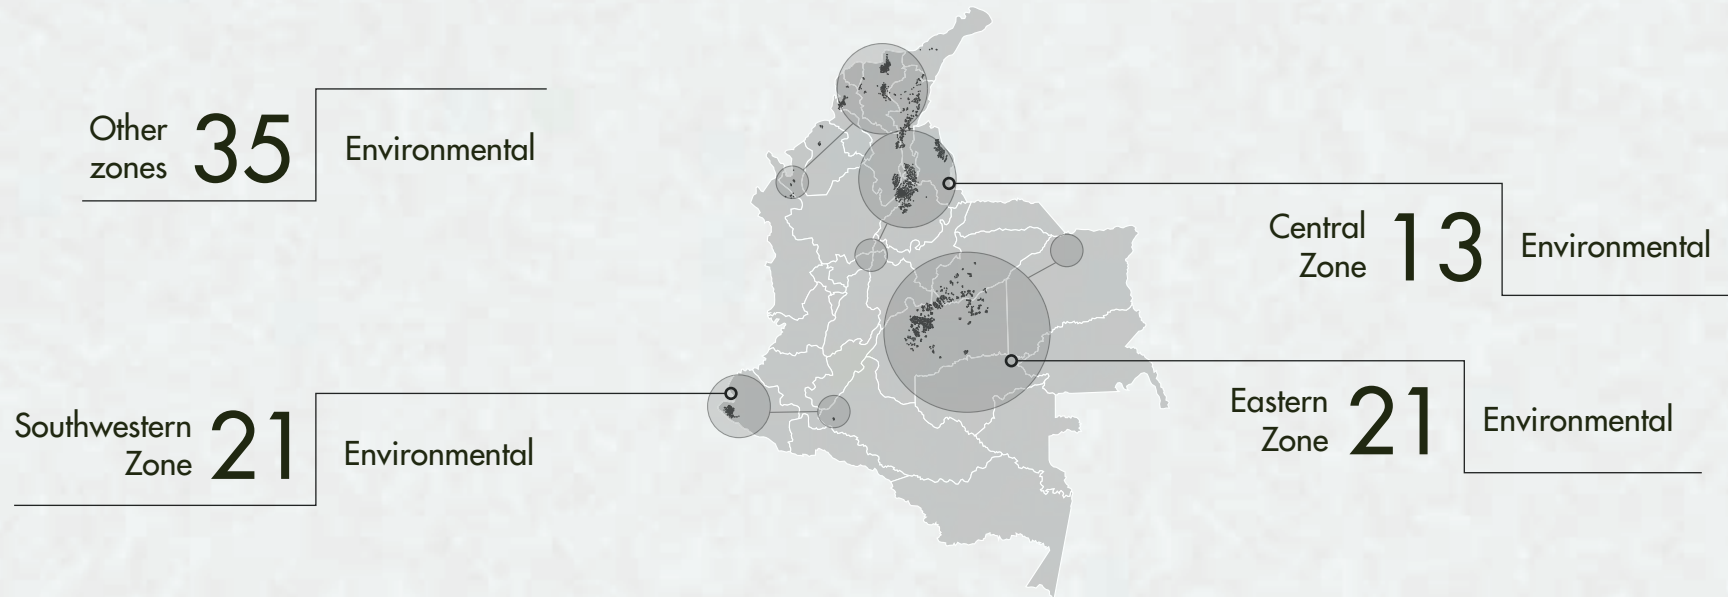 Other
zones
35
Environmental
Central
Zone
13
Environmental
Southwestern
Zone
21
Environmental
Eastern
Zone
21
Environmental